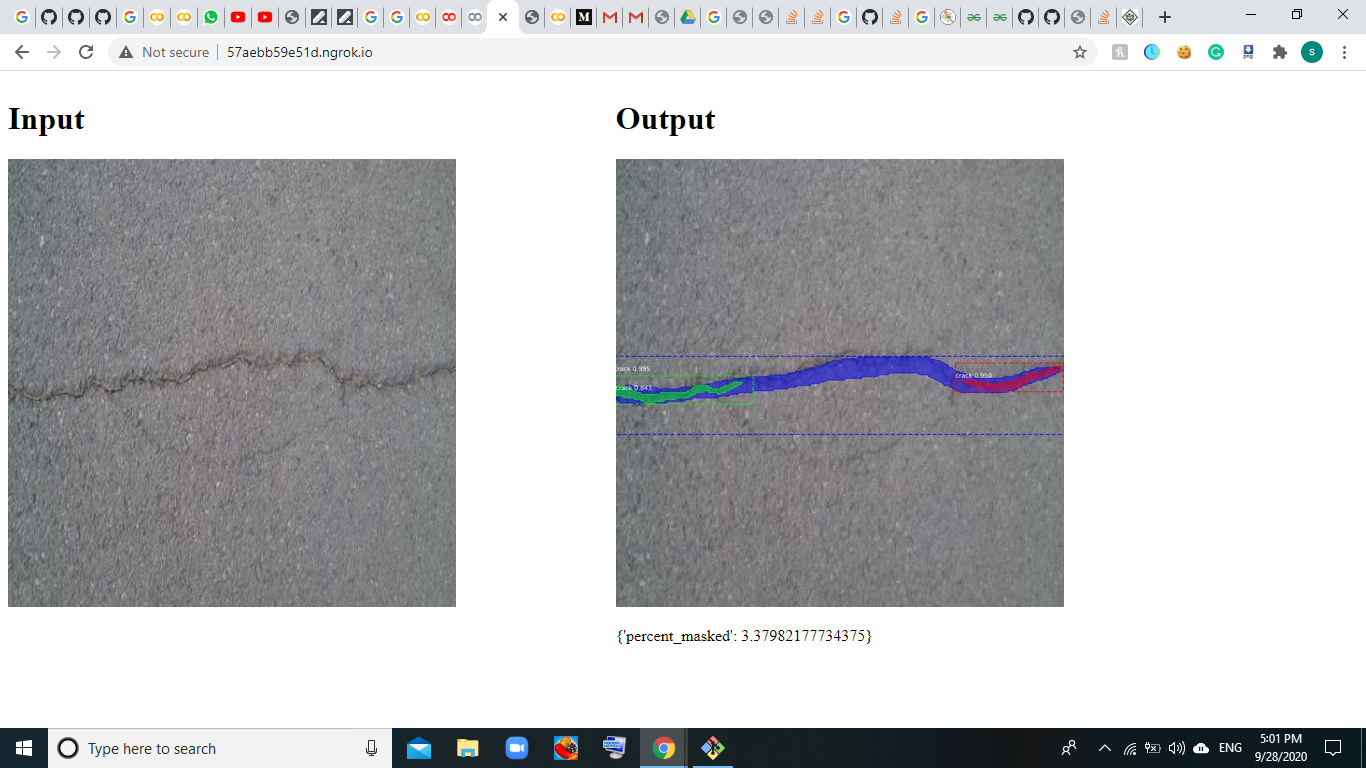 Not secure
57aebb59e51d.ngrok.io
S
Input
Output
crack 0.995
crack 0.843
crack 0.950
{'percent_masked': 3.37982177734375}
Type here to search
ENG
5:01 PM
9/28/2020